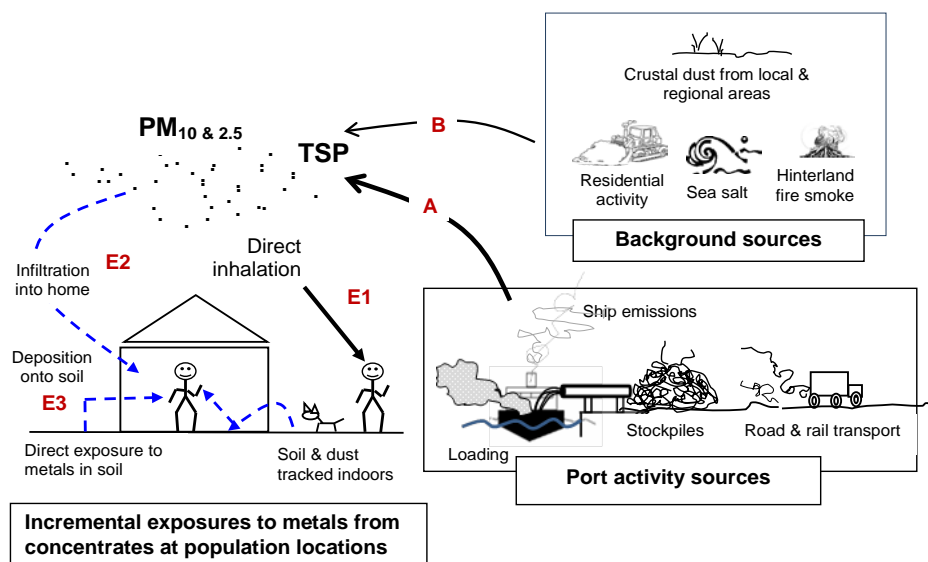 Crustal dust from local &
regional areas
Residential
activity
Sea salt
Hinterland
fire smoke
Background sources
B
PM10 & 2.5
TSP
A
Direct
inhalation
E1
E2
Infiltration
into home
Deposition
onto soil
E3
Direct exposure to
metals in soil
Soil & dust
tracked indoors
Incremental exposures to metals from
concentrates at population locations
Ship emissions
Loading
Stockpiles
Road & rail transport
Port activity sources